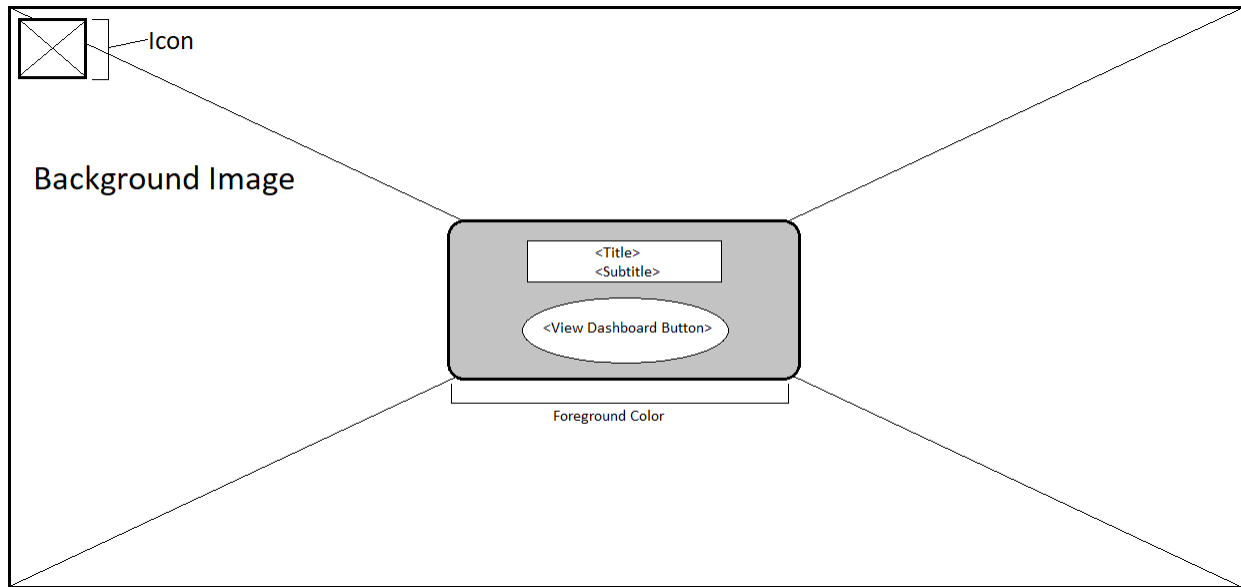 Icon
Background Image
<Title>
<Subtitle>
<View Dashboard Button>
Foreground Color